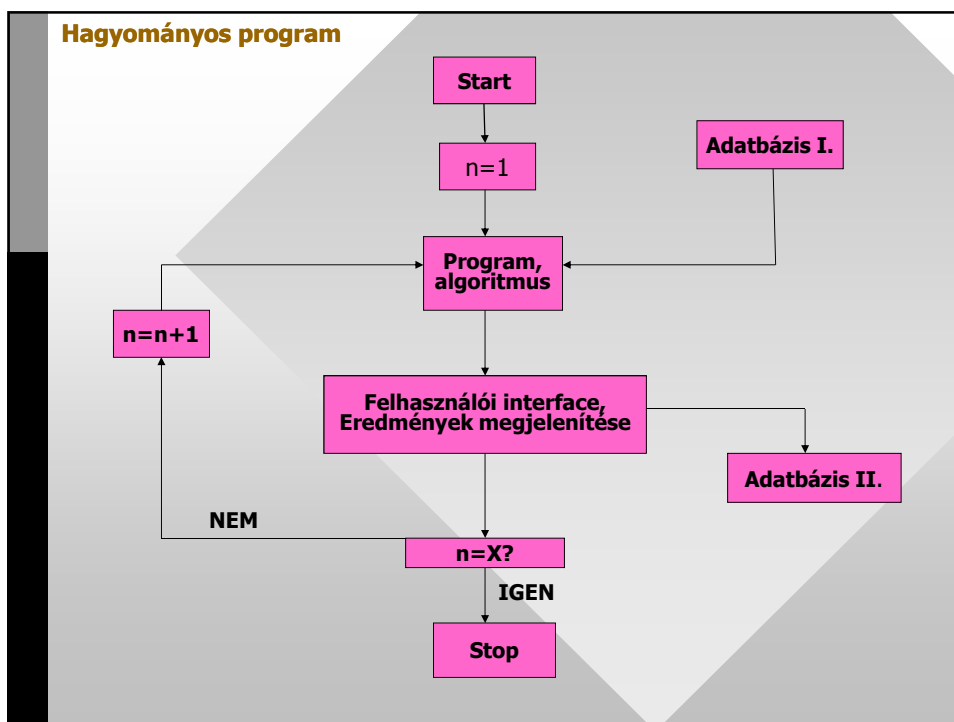 Hagyományos program
Start
n=1
Adatbázis I.
Program,
algoritmus
n=n+1
Felhasználói interface,
Eredmények megjelenítése
Adatbázis II.
NEM
n=X?
IGEN
Stop